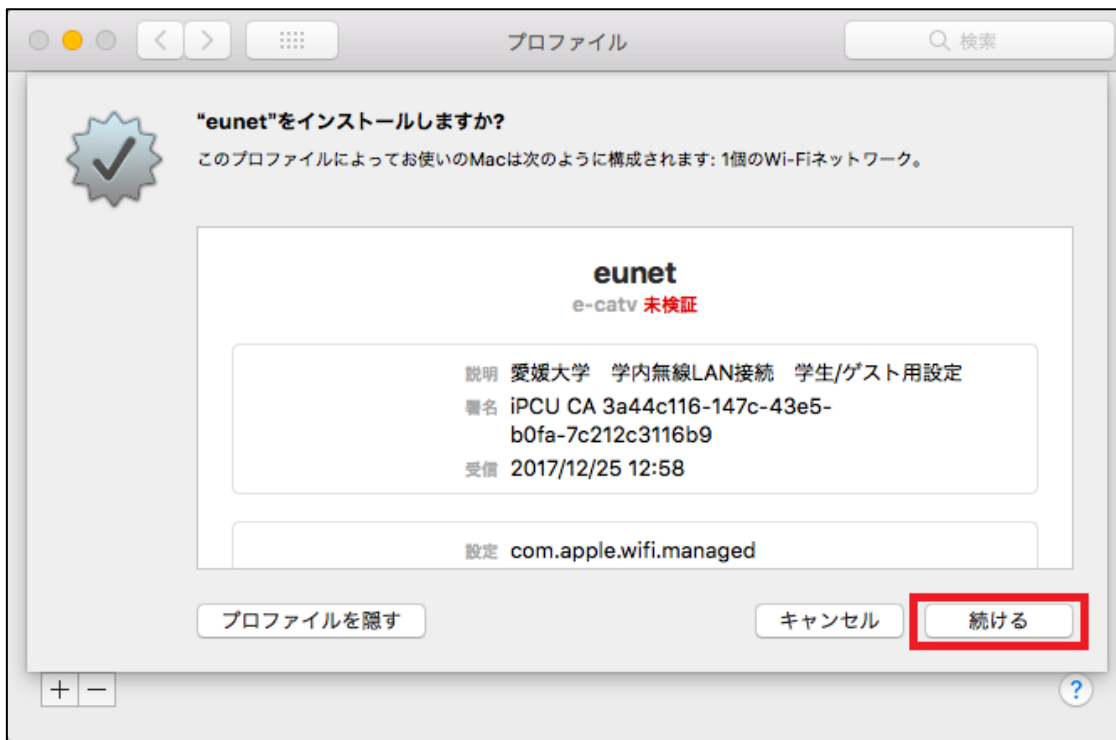 プロファイル
検索
“eunet”をインストールしますか?
このプロファイルによってお使いのMacは次のように構成されます: 1個のWi-Fiネットワーク。
eunet
e-catv 未検証
説明 愛媛大学　学内無線LAN接続　学生/ゲスト用設定
署名 iPCU CA 3a44c116-147c-43e5-
b0fa-7c212c3116b9
受信 2017/12/25 12:58
設定 com.apple.wifi.managed
プロファイルを隠す
キャンセル
続ける
+ −
?